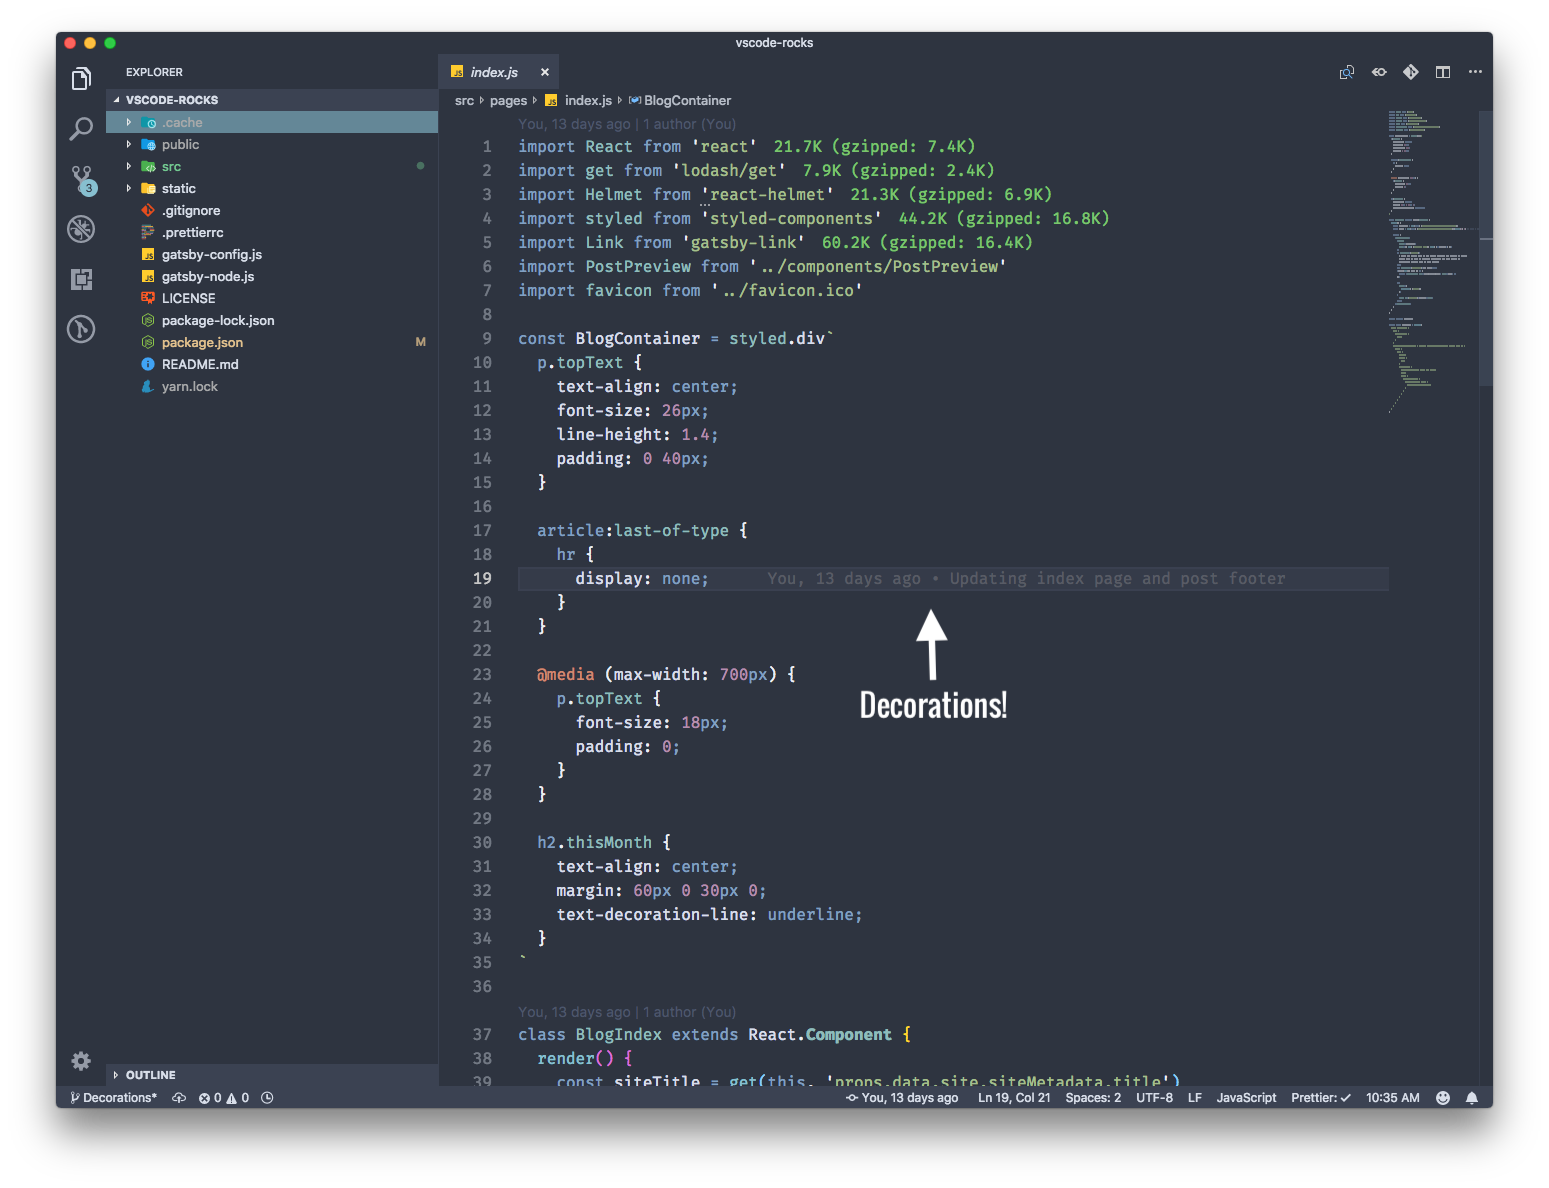 vscode-rocks
EXPLORER
VSCODE-ROCKS
.cache
public
src
static
.gitignore
.prettierrc
gatsby-config.js
gatsby-node.js
LICENSE
package-lock.json
package.json M
README.md
yarn.lock
3
OUTLINE
JS index.js ×
src pages JS index.js BlogContainer
You, 13 days ago | 1 author (You)
1 import React from 'react' 21.7K (gzipped: 7.4K)
2 import get from 'lodash/get' 7.9K (gzipped: 2.4K)
3 import Helmet from 'react-helmet' 21.3K (gzipped: 6.9K)
4 import styled from 'styled-components' 44.2K (gzipped: 16.8K)
5 import Link from 'gatsby-link' 60.2K (gzipped: 16.4K)
6 import PostPreview from '../components/PostPreview'
7 import favicon from '../favicon.ico'
8
9 const BlogContainer = styled.div`
10 p.topText {
11 text-align: center;
12 font-size: 26px;
13 line-height: 1.4;
14 padding: 0 40px;
15 }
16
17 article:last-of-type {
18 hr {
19 display: none; You, 13 days ago • Updating index page and post footer
20 }
21 }
22
23 @media (max-width: 700px) {
24 p.topText {
25 font-size: 18px;
26 padding: 0;
27 }
28 }
29
30 h2.thisMonth {
31 text-align: center;
32 margin: 60px 0 30px 0;
33 text-decoration-line: underline;
34 }
35 `
36
You, 13 days ago | 1 author (You)
37 class BlogIndex extends React.Component {
38 render() {
39 const siteTitle = get(this, 'props.data.site.siteMetadata.title')
Decorations!
Decorations* 0 0
You, 13 days ago Ln 19, Col 21 Spaces: 2 UTF-8 LF JavaScript Prettier: ✓ 10:35 AM